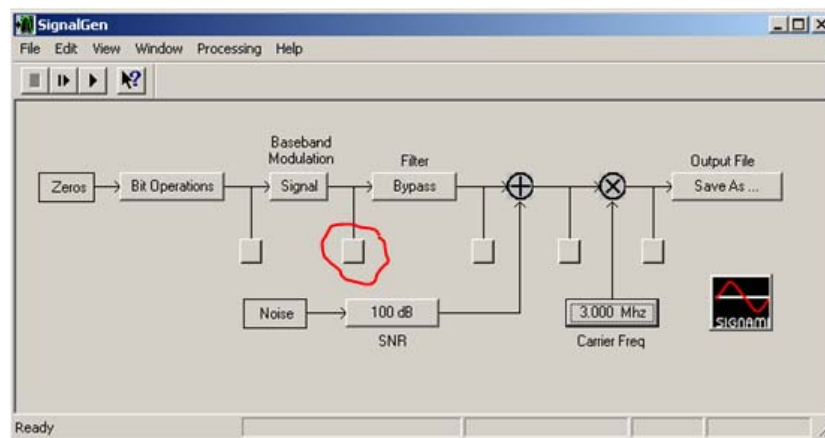 SignalGen
File Edit View Window Processing Help
Baseband
Modulation
Filter
Output File
Zeros
Bit Operations
Signal
Bypass
Save As ...
Noise
100 dB
3.000 Mhz
SNR
Carrier Freq
SIGNAMI
Ready